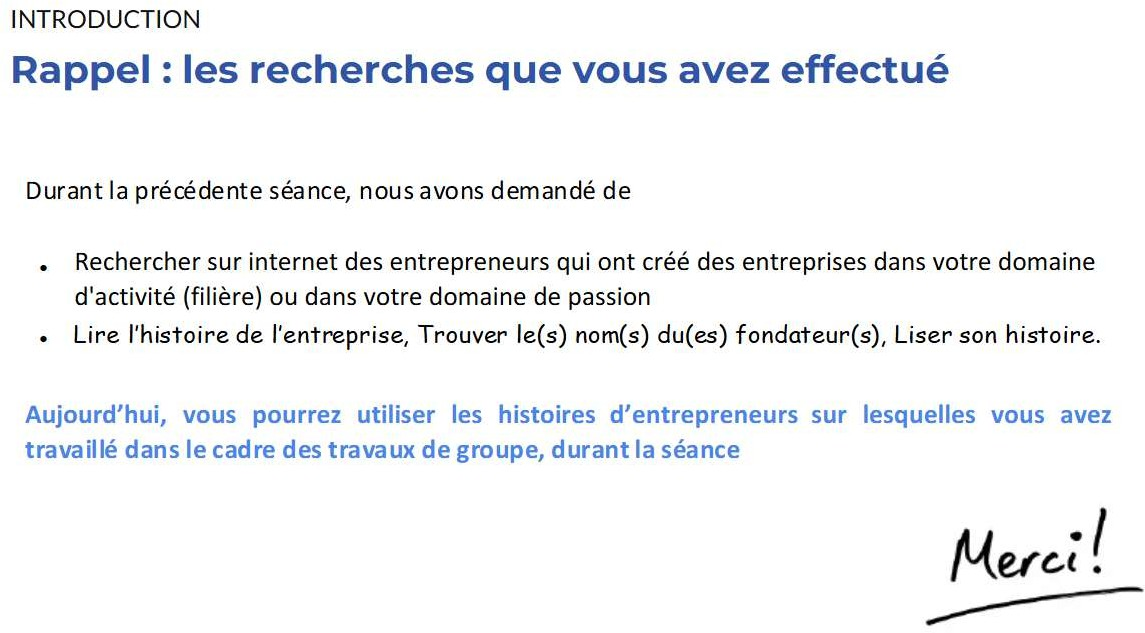 INTRODUCTION
Rappel : les recherches que vous avez effectué
Durant la précédente séance, nous avons demandé de
• Rechercher sur internet des entrepreneurs qui ont créé des entreprises dans votre domaine
d'activité (filière) ou dans votre domaine de passion
• Lire l'histoire de l'entreprise, Trouver le(s) nom(s) du(es) fondateur(s), Liser son histoire.
Aujourd’hui, vous pourrez utiliser les histoires d’entrepreneurs sur lesquelles vous avez
travaillé dans le cadre des travaux de groupe, durant la séance
Merci!